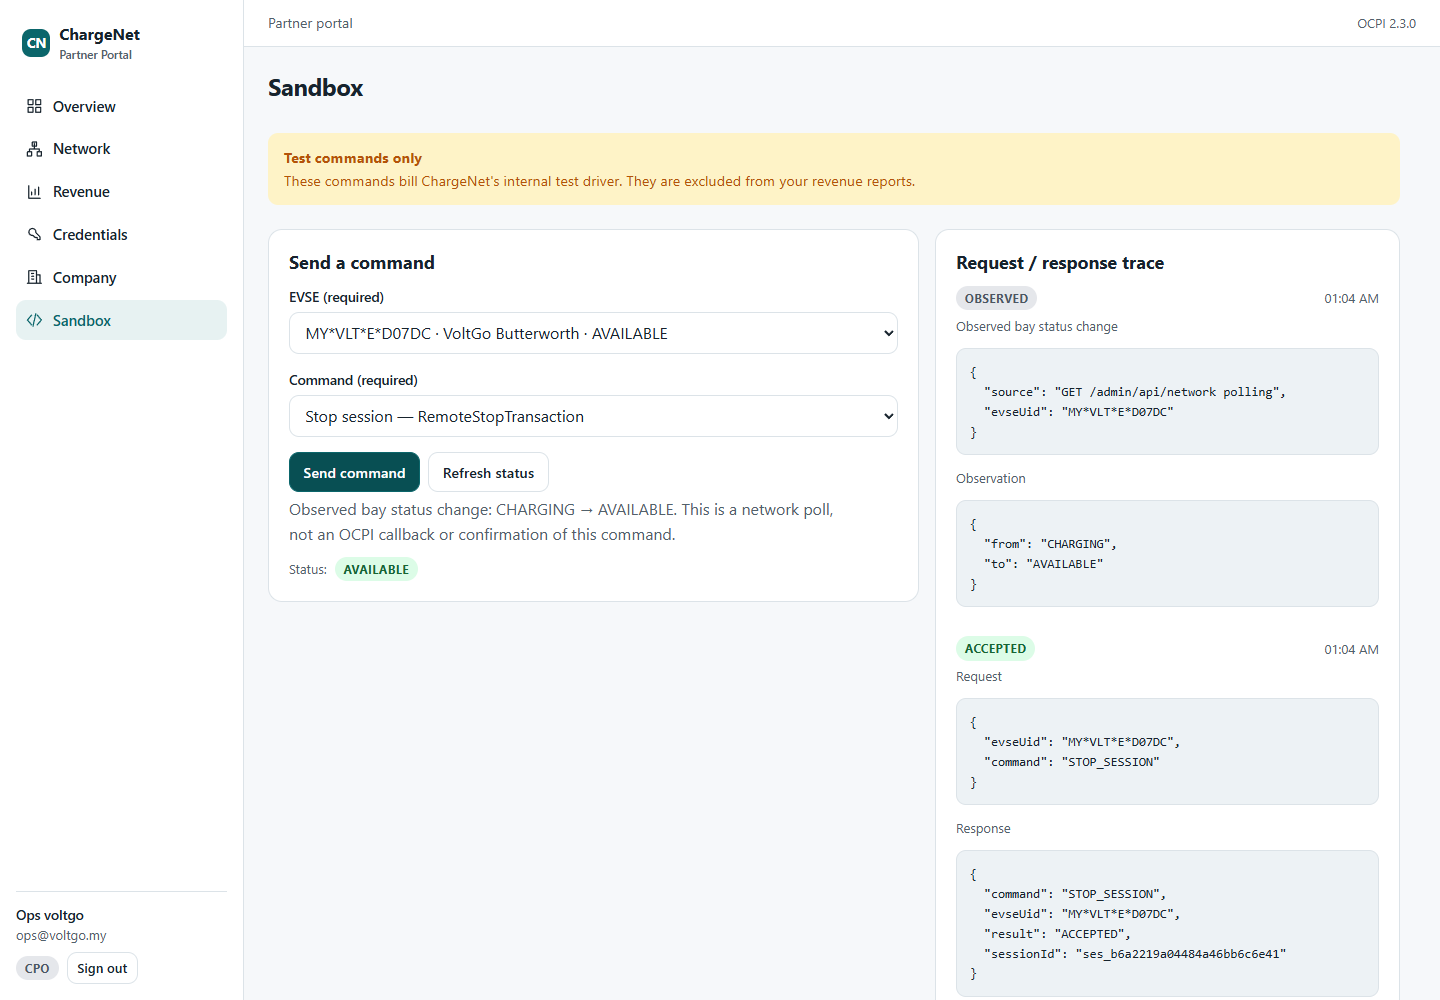 CN
ChargeNet
Partner Portal
Overview
Network
Revenue
Credentials
Company
Sandbox
Ops voltgo
ops@voltgo.my
CPO
Sign out
Partner portal
OCPI 2.3.0
Sandbox
Test commands only
These commands bill ChargeNet's internal test driver. They are excluded from your revenue reports.
Send a command
EVSE (required)
MY*VLT*E*D07DC · VoltGo Butterworth · AVAILABLE
Command (required)
Stop session — RemoteStopTransaction
Send command
Refresh status
Observed bay status change: CHARGING → AVAILABLE. This is a network poll,
not an OCPI callback or confirmation of this command.
Status: AVAILABLE
Request / response trace
OBSERVED
01:04 AM
Observed bay status change
{
"source": "GET /admin/api/network polling",
"evseUid": "MY*VLT*E*D07DC"
}
Observation
{
"from": "CHARGING",
"to": "AVAILABLE"
}
ACCEPTED
01:04 AM
Request
{
"evseUid": "MY*VLT*E*D07DC",
"command": "STOP_SESSION"
}
Response
{
"command": "STOP_SESSION",
"evseUid": "MY*VLT*E*D07DC",
"result": "ACCEPTED",
"sessionId": "ses_b6a2219a04484a46bb6c6e41"
}